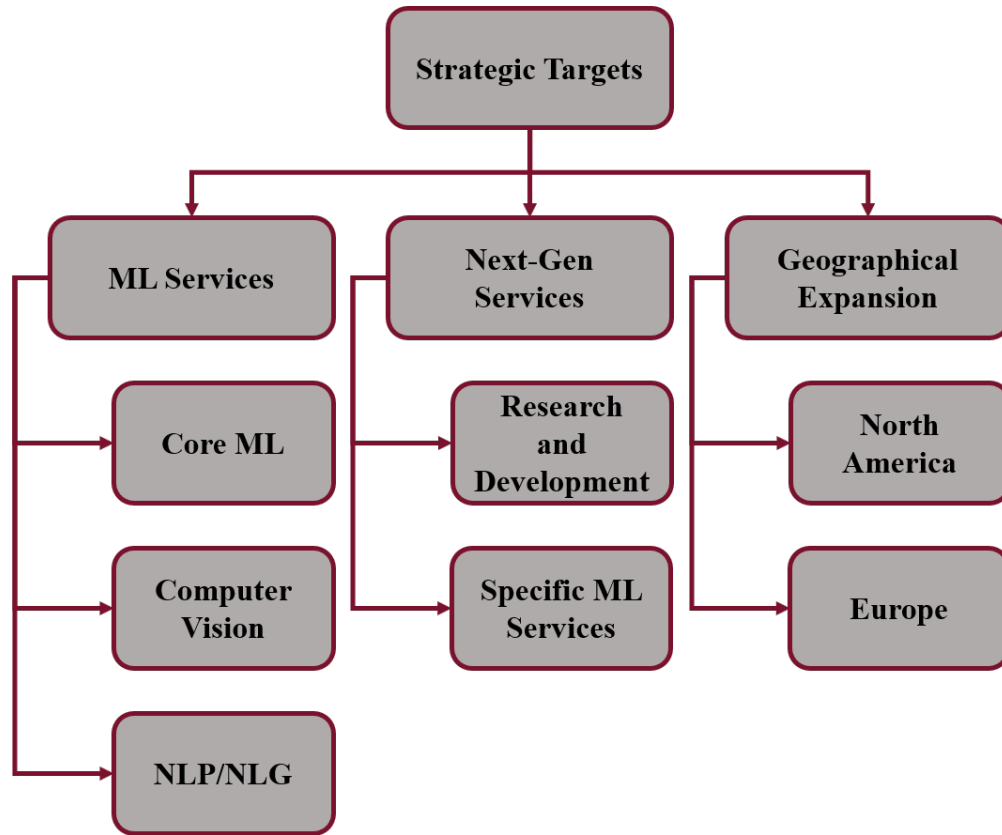 Strategic Targets
ML Services
Next-Gen
Services
Geographical
Expansion
Core ML
Research
and
Development
North
America
Computer
Vision
Specific ML
Services
Europe
NLP/NLG